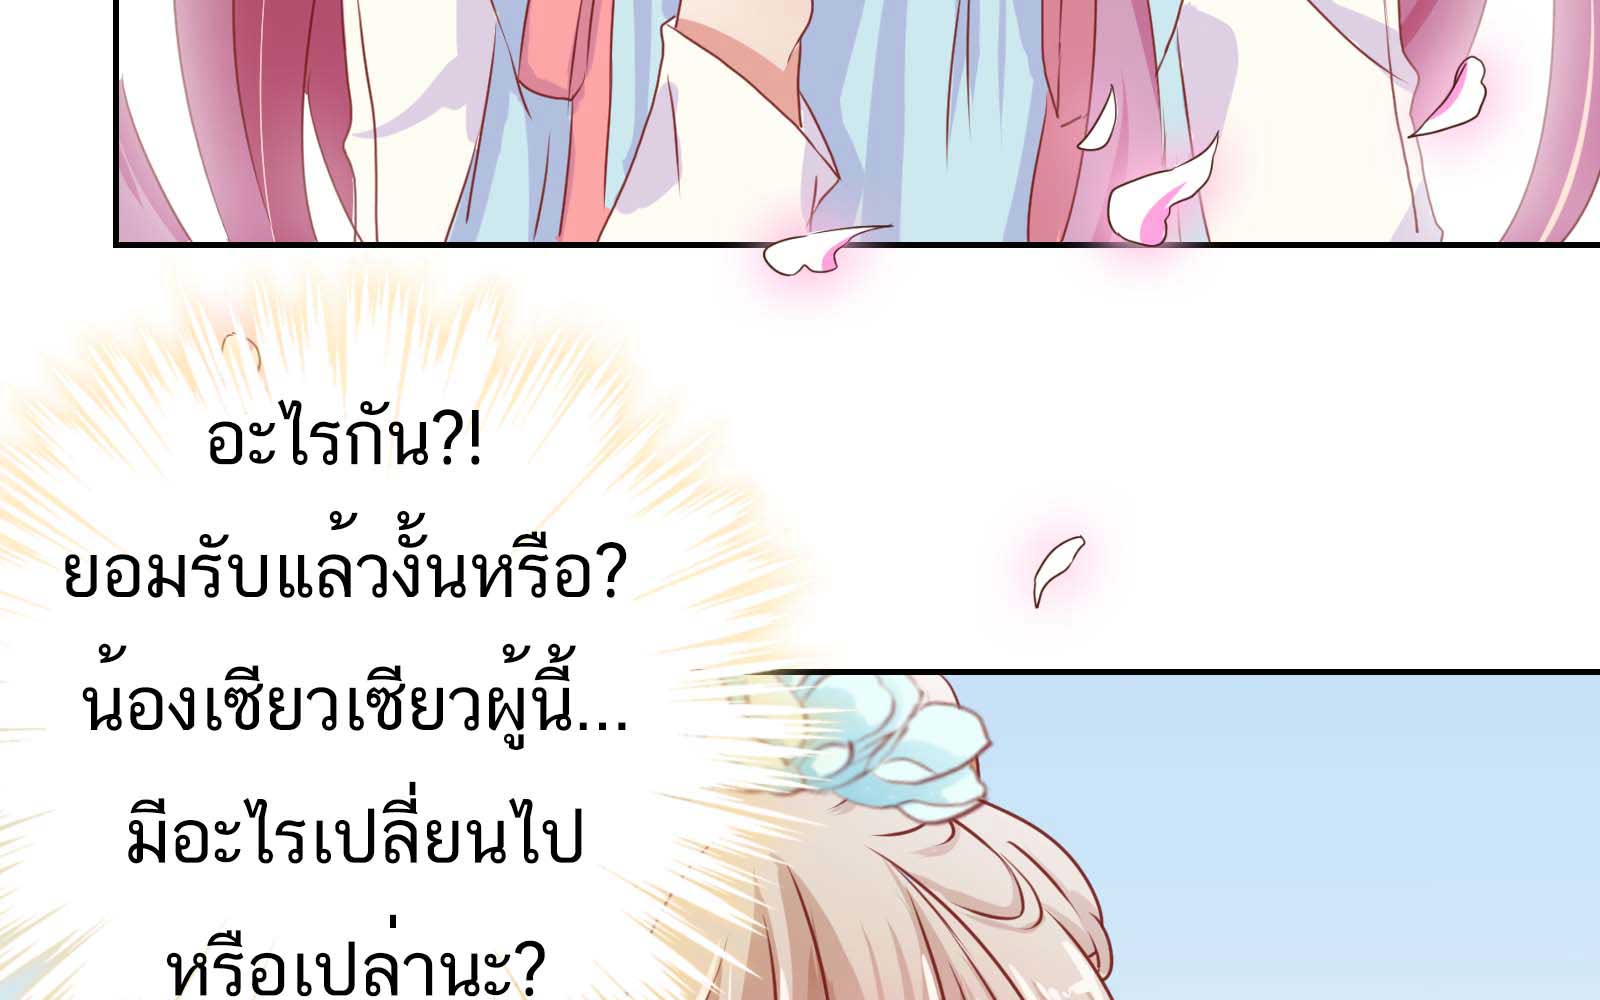 อะไรกัน?!
ยอมรับแล้วงั้นหรือ?
น้องเซียวเซียวผู้นี้...
มีอะไรเปลี่ยนไป
หรือเปล่านะ?